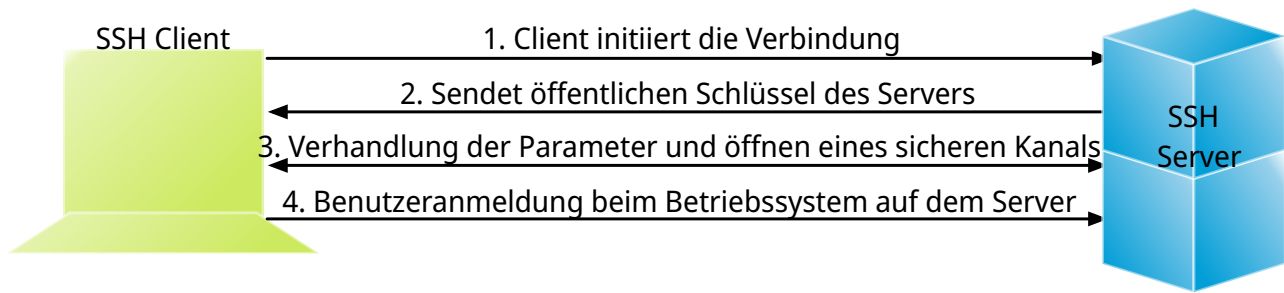 SSH Client
1. Client initiiert die Verbindung
2. Sendet öffentlichen Schlüssel des Servers
3. Verhandlung der Parameter und öffnen eines sicheren Kanals
4. Benutzeranmeldung beim Betriebssystem auf dem Server
SSH
Server